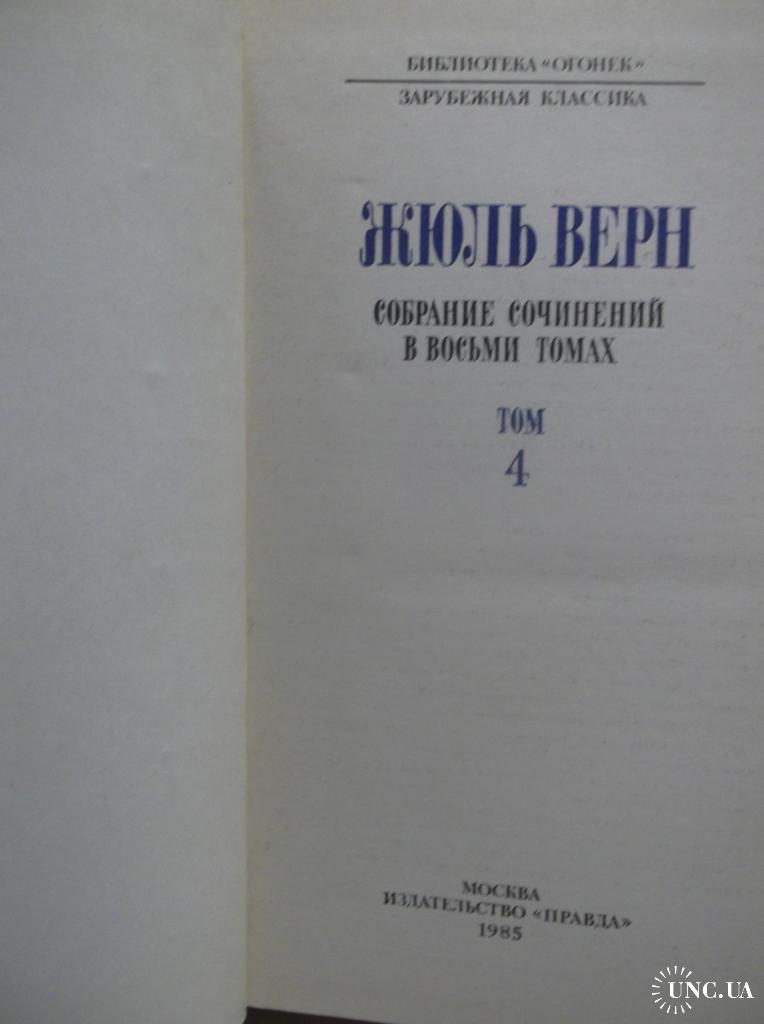 БИБЛИОТЕКА «ОГОНЕК»
ЗАРУБЕЖНАЯ КЛАССИКА
ЖЮЛЬ ВЕРН
СОБРАНИЕ СОЧИНЕНИЙ
В ВОСЬМИ ТОМАХ
ТОМ
4
МОСКВА
ИЗДАТЕЛЬСТВО «ПРАВДА»
1985
UNC.UA